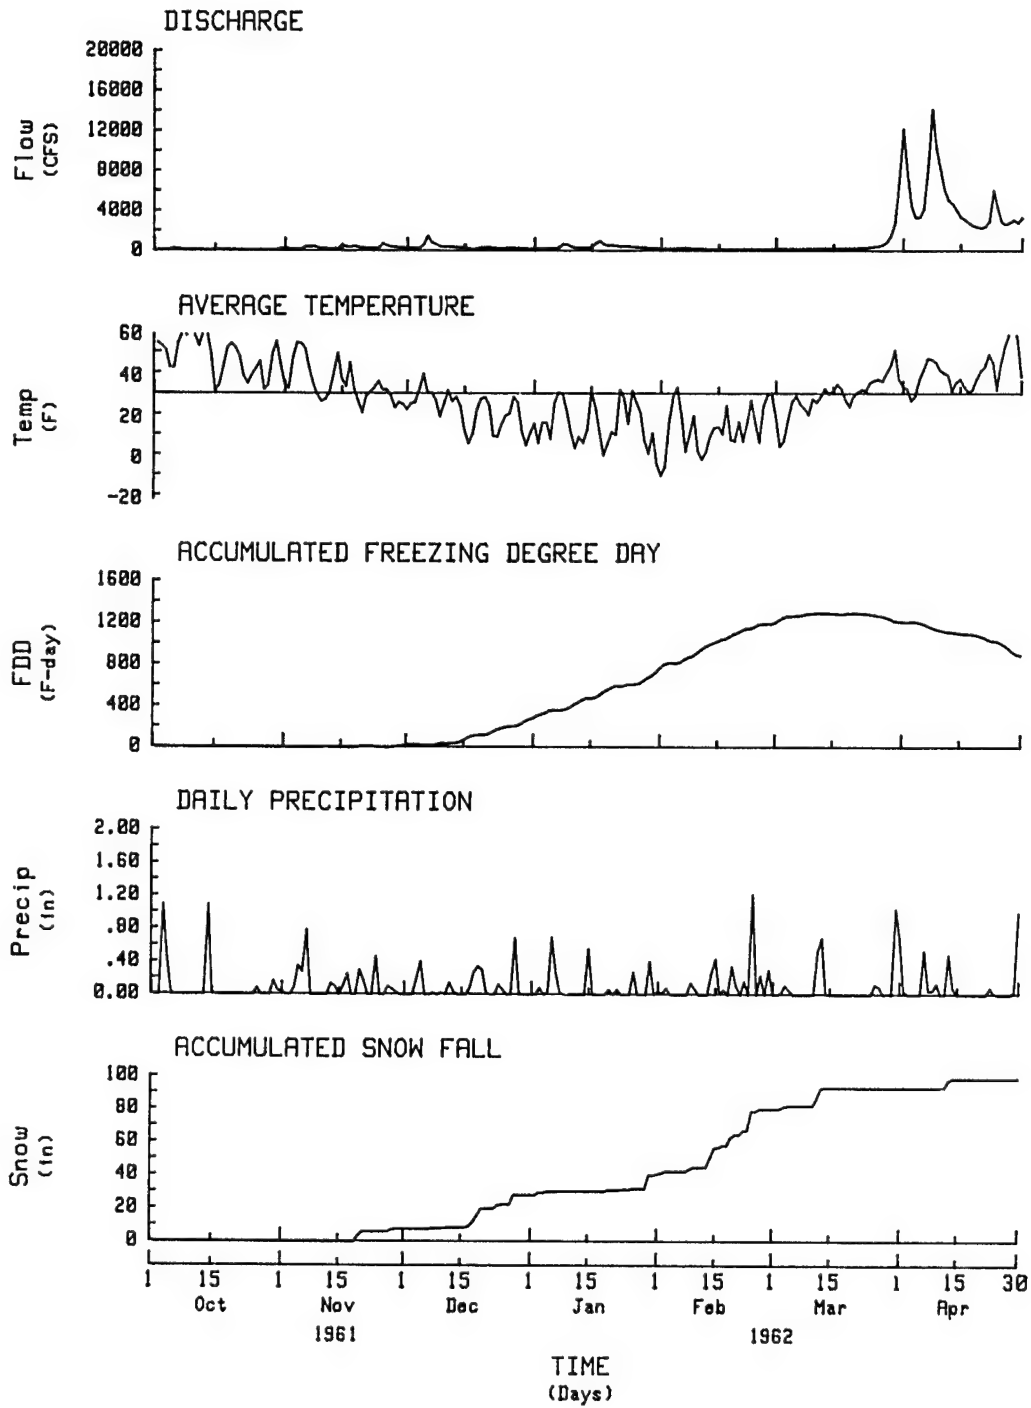 DISCHARGE
20000
16000
12000
8000
4000
0
Flow
(CFS)
AVERAGE TEMPERATURE
60
40
20
0
-20
Temp
(F)
ACCUMULATED FREEZING DEGREE DAY
1600
1200
800
400
0
FDD
(F-day)
DAILY PRECIPITATION
2.00
1.60
1.20
.80
.40
0.00
Precip
(in)
ACCUMULATED SNOW FALL
100
80
60
40
20
0
Snow
(in)
1 15 1 15 1 15 1 15 1 15 1 15 1 15 30
Oct Nov Dec Jan Feb Mar Apr
1961 1962
TIME
(Days)